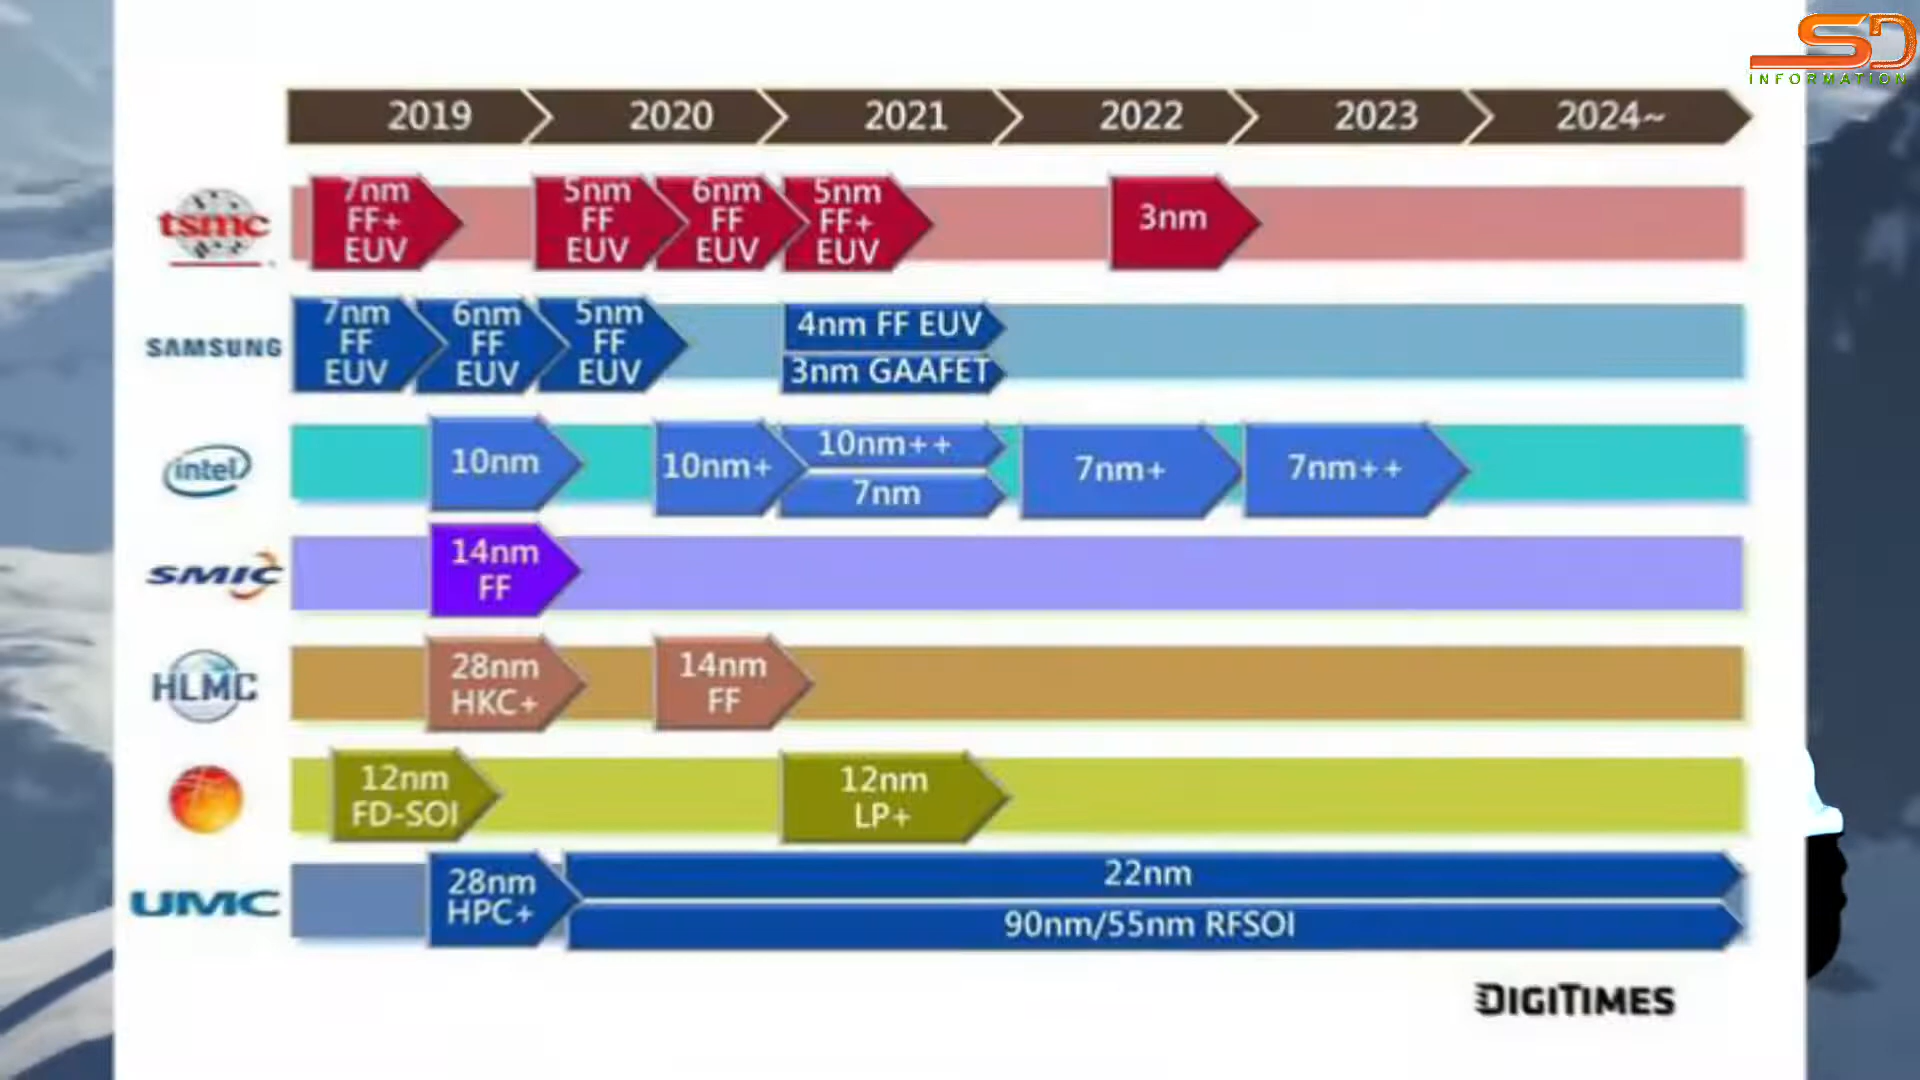 SD
INFORMATION
2019 2020 2021 2022 2023 2024~
tsmc
7nm
FF+
EUV
5nm
FF
EUV
6nm
FF
EUV
5nm
FF+
EUV
3nm
SAMSUNG
7nm
FF
EUV
6nm
FF
EUV
5nm
FF
EUV
4nm FF EUV
3nm GAAFET
intel
10nm
10nm+
10nm++
7nm
7nm+
7nm++
SMIC
14nm
FF
HLMC
28nm
HKC+
14nm
FF
12nm
FD-SOI
12nm
LP+
UMC
28nm
HPC+
22nm
90nm/55nm RFSOI
DIGITIMES